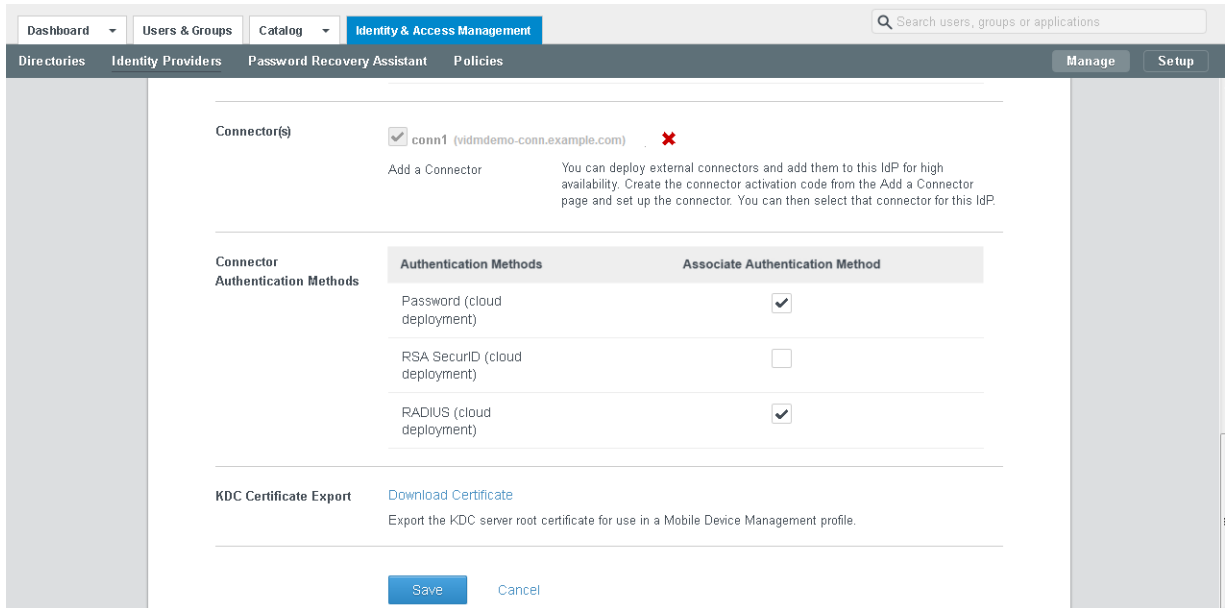 Dashboard Users & Groups Catalog Identity & Access Management Search users, groups or applications
Directories Identity Providers Password Recovery Assistant Policies Manage Setup
Connector(s)
conn1 (vidmdemo-conn.example.com)
Add a Connector
You can deploy external connectors and add them to this IdP for high
availability. Create the connector activation code from the Add a Connector
page and set up the connector. You can then select that connector for this IdP.
Connector
Authentication Methods
Authentication Methods Associate Authentication Method
Password (cloud
deployment)
RSA SecurID (cloud
deployment)
RADIUS (cloud
deployment)
KDC Certificate Export
Download Certificate
Export the KDC server root certificate for use in a Mobile Device Management profile.
Save Cancel